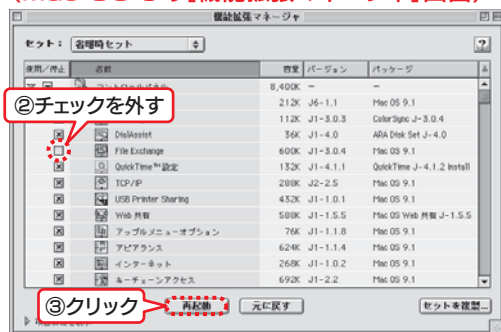 機能拡張マネージャ
セット： 省略時セット
使用/停止 名前 容量 バージョン パッケージ
8,400K - -
212K J6-1.1 Mac OS 9.1
②チェックを外す
112K J1-3.0.3 ColorSync J-3.0.4
DialAssist 36K J1-4.0 ARA Disk Set J-4.0
File Exchange 600K J1-3.0.4 Mac OS 9.1
QuickTime™ 設定 132K J1-4.1.1 QuickTime J-4.1.2 Install
TCP/IP 288K J2-2.5 Mac OS 9.1
USB Printer Sharing 432K J1-1.0.1 Mac OS 9.1
Web 共有 588K J1-1.5.5 Mac OS Web 共有 J-1.5.5
アップルメニューオプション 76K J1-1.1.8 Mac OS 9.1
アピアランス 624K J1-1.1.4 Mac OS 9.1
インターネット 268K J1-1.0.2 Mac OS 9.1
キーチェーンアクセス 692K J1-2.2 Mac OS 9.1
③クリック
再起動 元に戻す セットを複製...